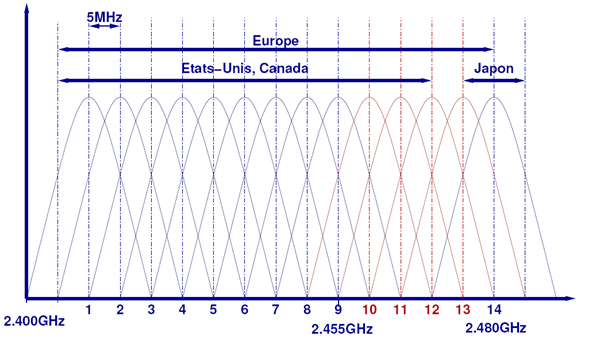 5MHz
Europe
Etats-Unis, Canada
Japon
1 2 3 4 5 6 7 8 9 10 11 12 13 14
2.400GHz
2.455GHz
2.480GHz